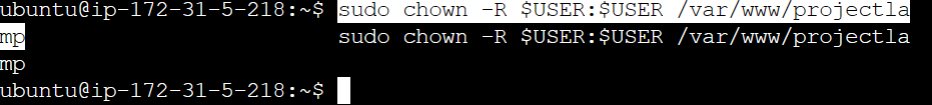 ubuntu@ip-172-31-5-218:~$ sudo chown -R $USER:$USER /var/www/projectla
mp sudo chown -R $USER:$USER /var/www/projectla
mp
ubuntu@ip-172-31-5-218:~$